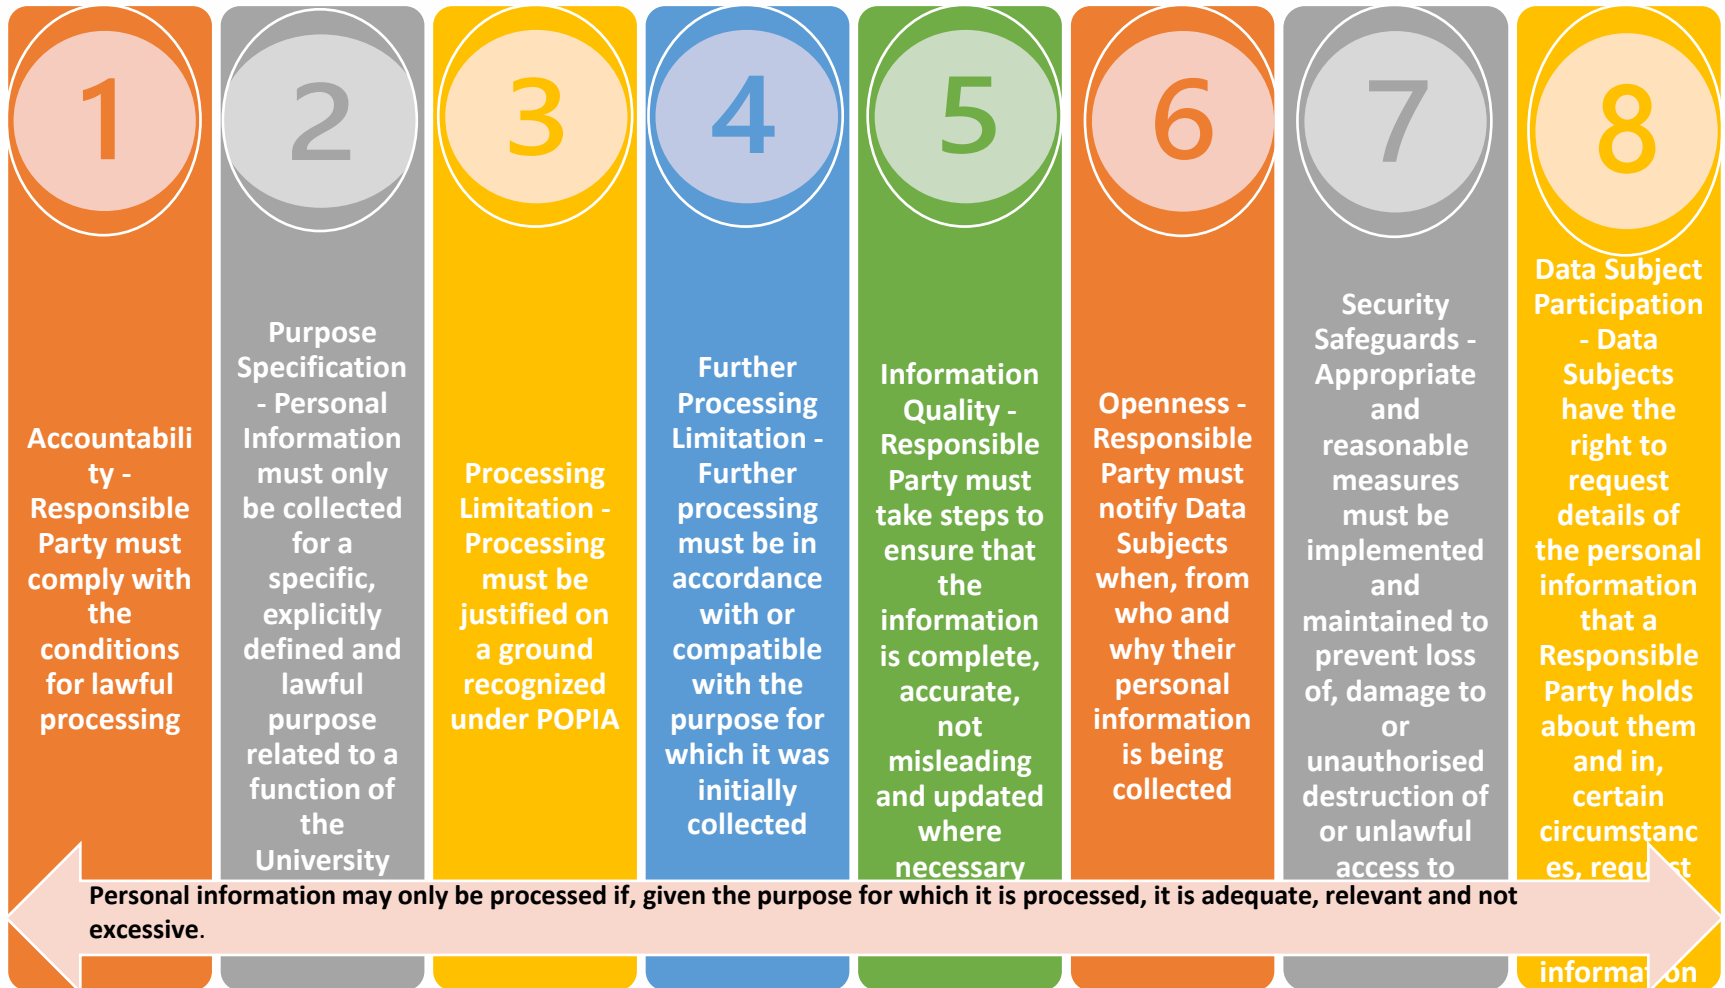 1
Accountabili
ty -
Responsible
Party must
comply with
the
conditions
for lawful
processing
2
Purpose
Specification
- Personal
Information
must only
be collected
for a
specific,
explicitly
defined and
lawful
purpose
related to a
function of
the
University
3
Processing
Limitation -
Processing
must be
justified on
a ground
recognized
under POPIA
4
Further
Processing
Limitation -
Further
processing
must be in
accordance
with or
compatible
with the
purpose for
which it was
initially
collected
5
Information
Quality -
Responsible
Party must
take steps to
ensure that
the
information
is complete,
accurate,
not
misleading
and updated
where
necessary
6
Openness -
Responsible
Party must
notify Data
Subjects
when, from
who and
why their
personal
information
is being
collected
7
Security
Safeguards -
Appropriate
and
reasonable
measures
must be
implemented
and
maintained to
prevent loss
of, damage to
or
unauthorised
destruction of
or unlawful
access to
8
Data Subject
Participation
- Data
Subjects
have the
right to
request
details of
the personal
information
that a
Responsible
Party holds
about them
and in,
certain
circumstanc
es, request
information
Personal information may only be processed if, given the purpose for which it is processed, it is adequate, relevant and not
excessive.